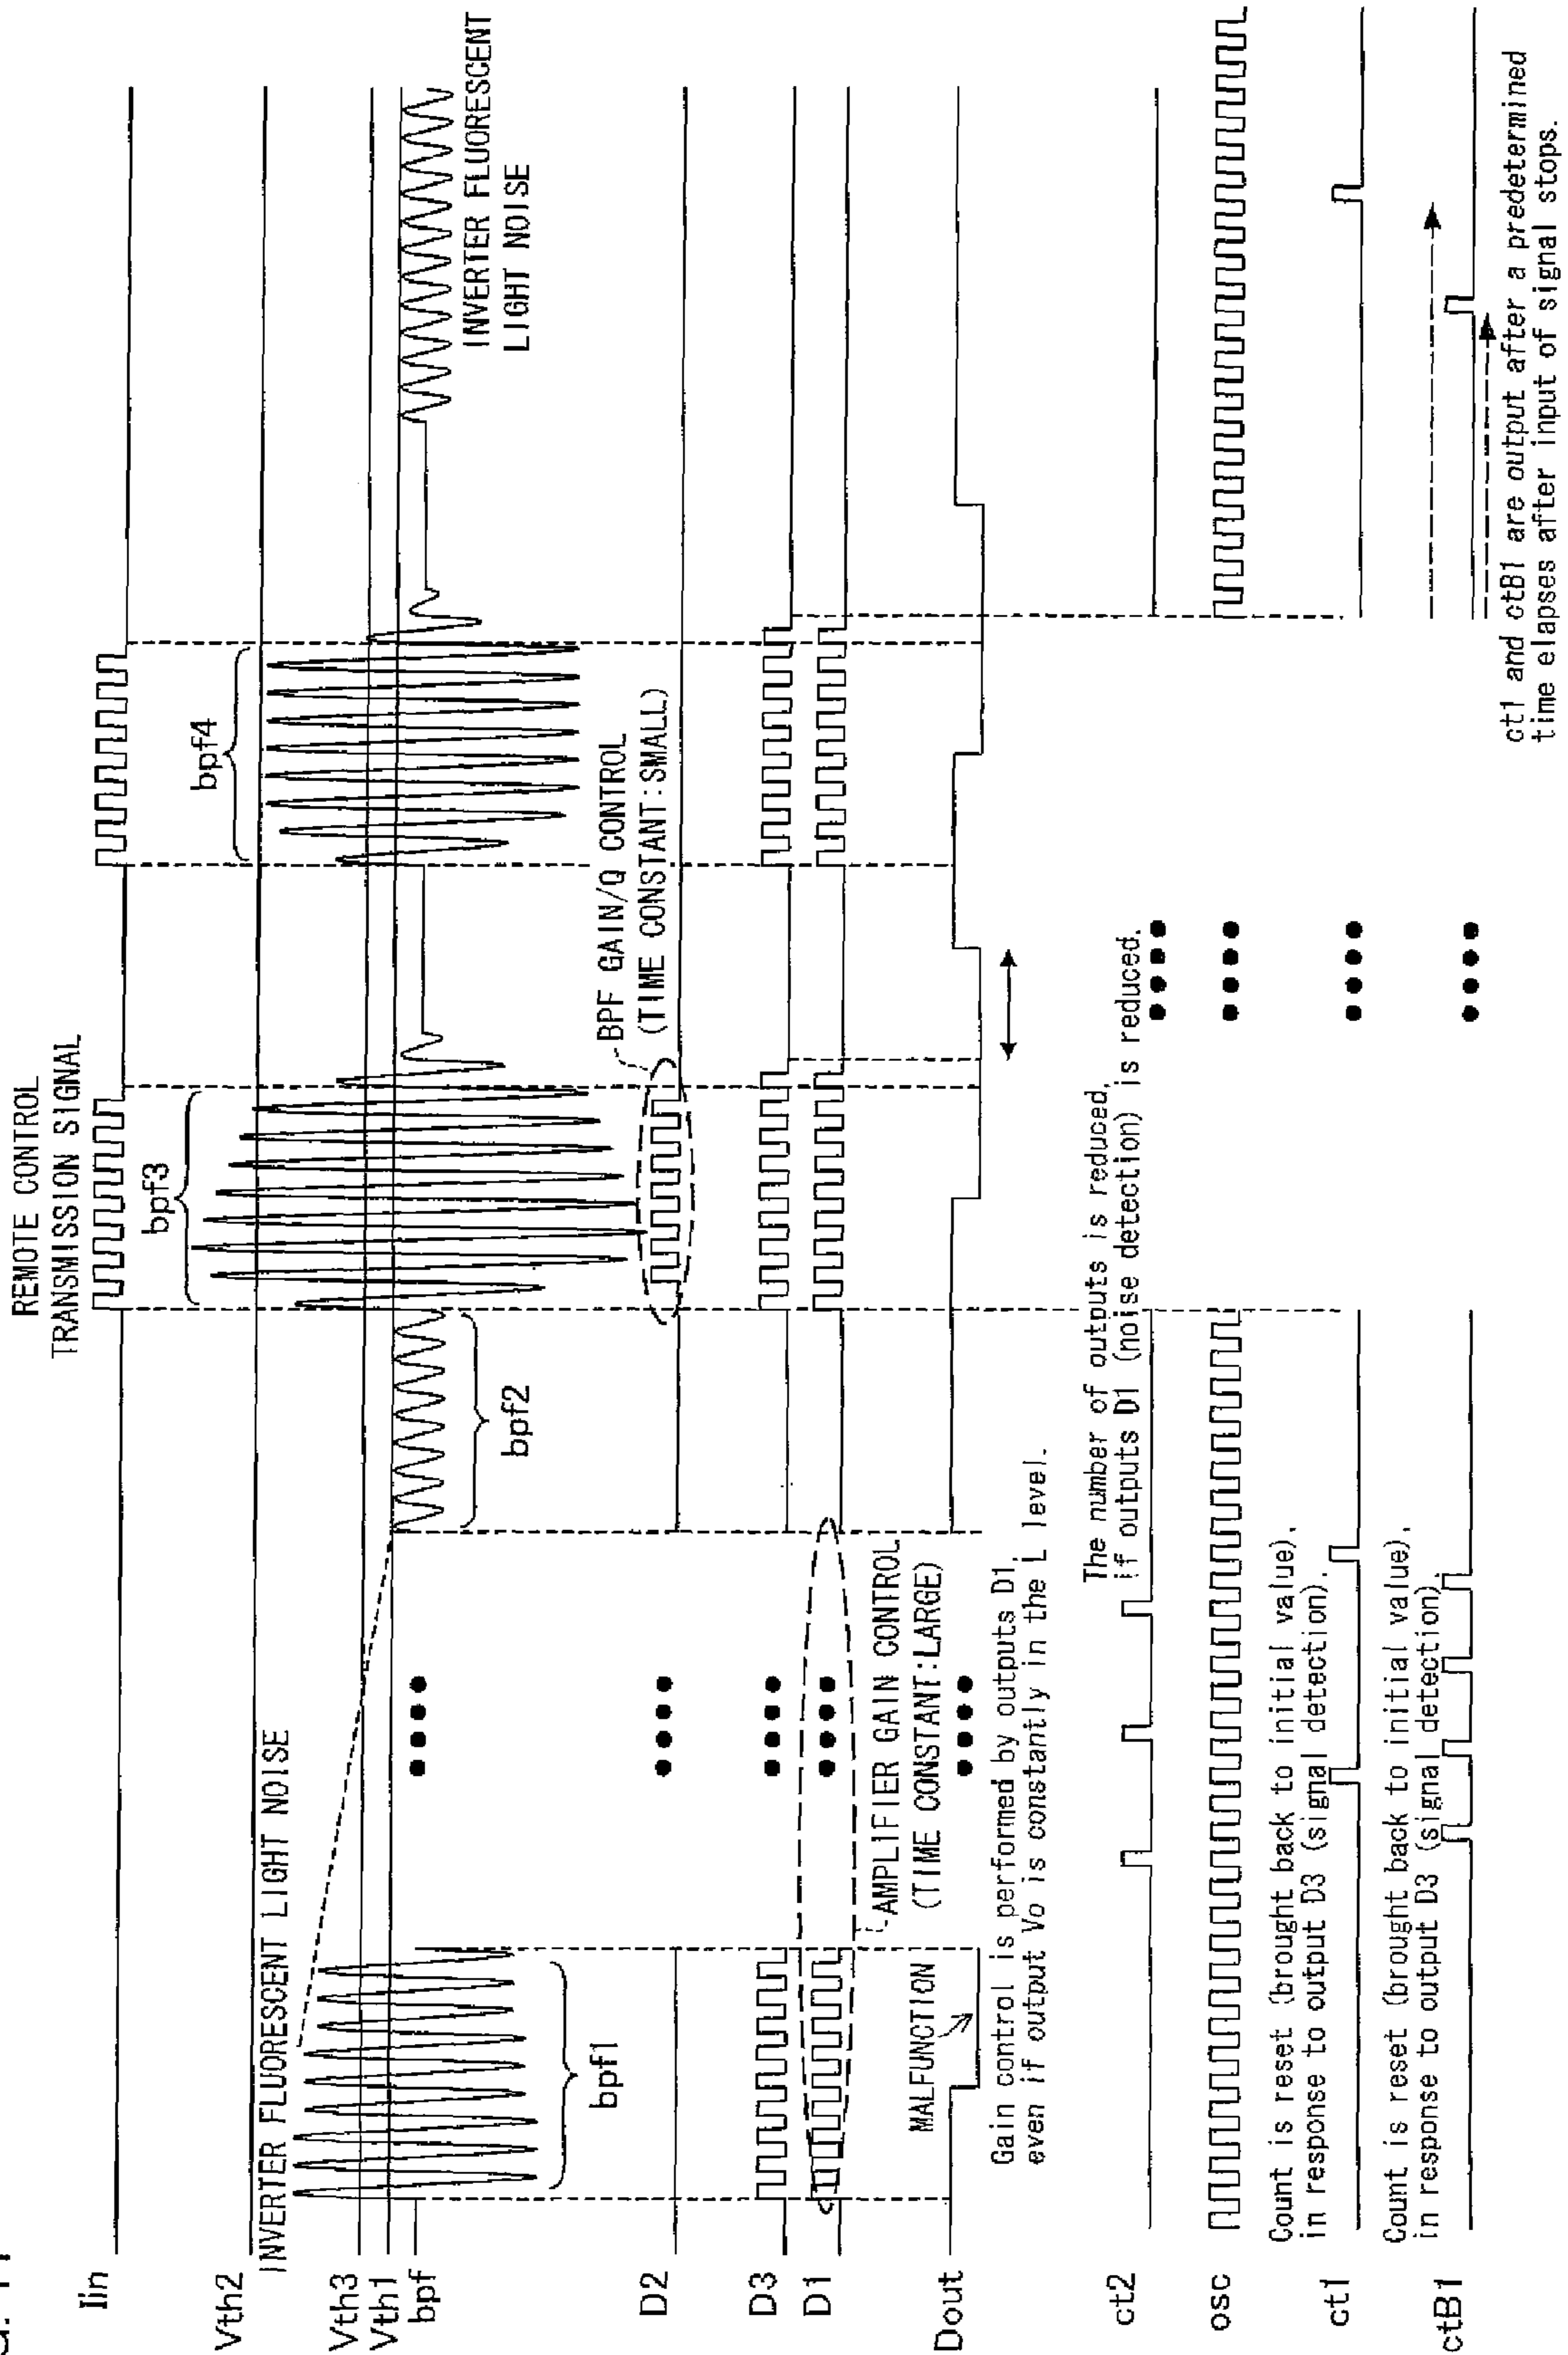 REMOTE CONTROL
TRANSMISSION SIGNAL
Iin
Vth2
INVERTER FLUORESCENT LIGHT NOISE
Vth3
Vth1
bpf
bpf1
bpf2
bpf3
bpf4
INVERTER FLUORESCENT
LIGHT NOISE
D2
BPF GAIN/Q CONTROL
(TIME CONSTANT:SMALL)
D3
D1
AMPLIFIER GAIN CONTROL
(TIME CONSTANT:LARGE)
Dout
MALFUNCTION
Gain control is performed by outputs D1
even if output Vo is constantly in the L level.
The number of outputs is reduced,
if outputs D1 (noise detection) is reduced.
ct2
osc
Count is reset (brought back to initial value),
in response to output D3 (signal detection).
ct1
Count is reset (brought back to initial value),
in response to output D3 (signal detection)
ctB1
ct1 and ctB1 are output after a predetermined
time elapses after input of signal stops.